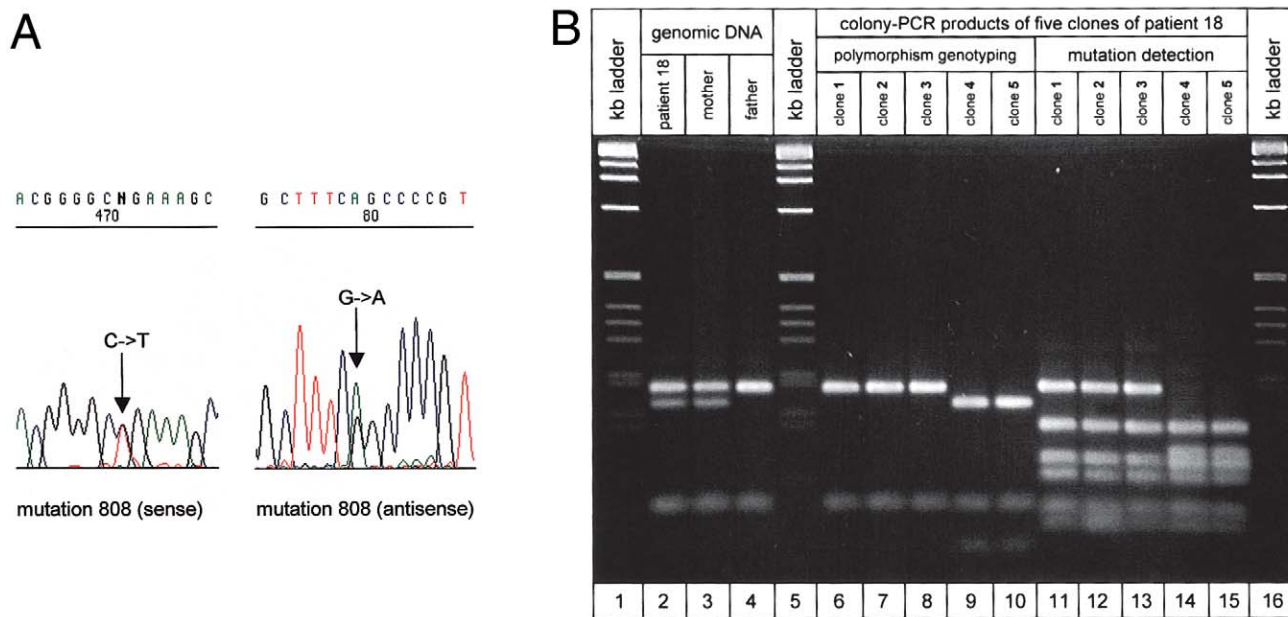 A
ACGGGGCNGAAAGC
470
GCTTTCAGCCCCGT
80
C->T
G->A
mutation 808 (sense)
mutation 808 (antisense)
B
kb ladder
genomic DNA
patient 18
mother
father
kb ladder
colony-PCR products of five clones of patient 18
polymorphism genotyping
mutation detection
clone 1
clone 2
clone 3
clone 4
clone 5
clone 1
clone 2
clone 3
clone 4
clone 5
kb ladder
1 2 3 4 5 6 7 8 9 10 11 12 13 14 15 16